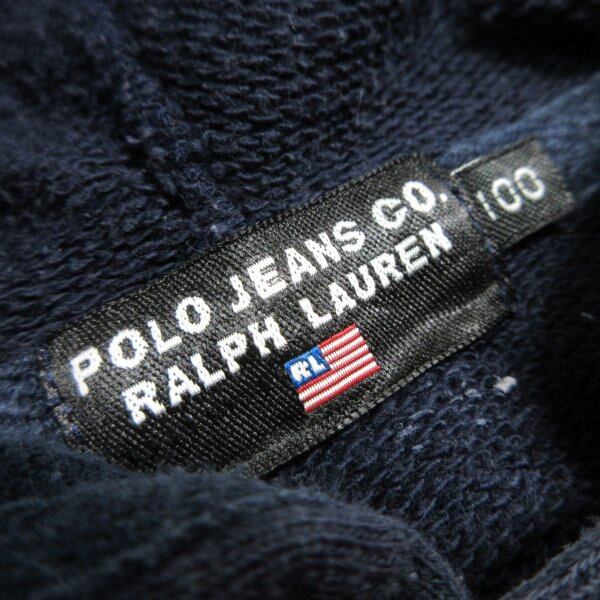 POLO JEANS CO.
RALPH LAUREN
RL
100